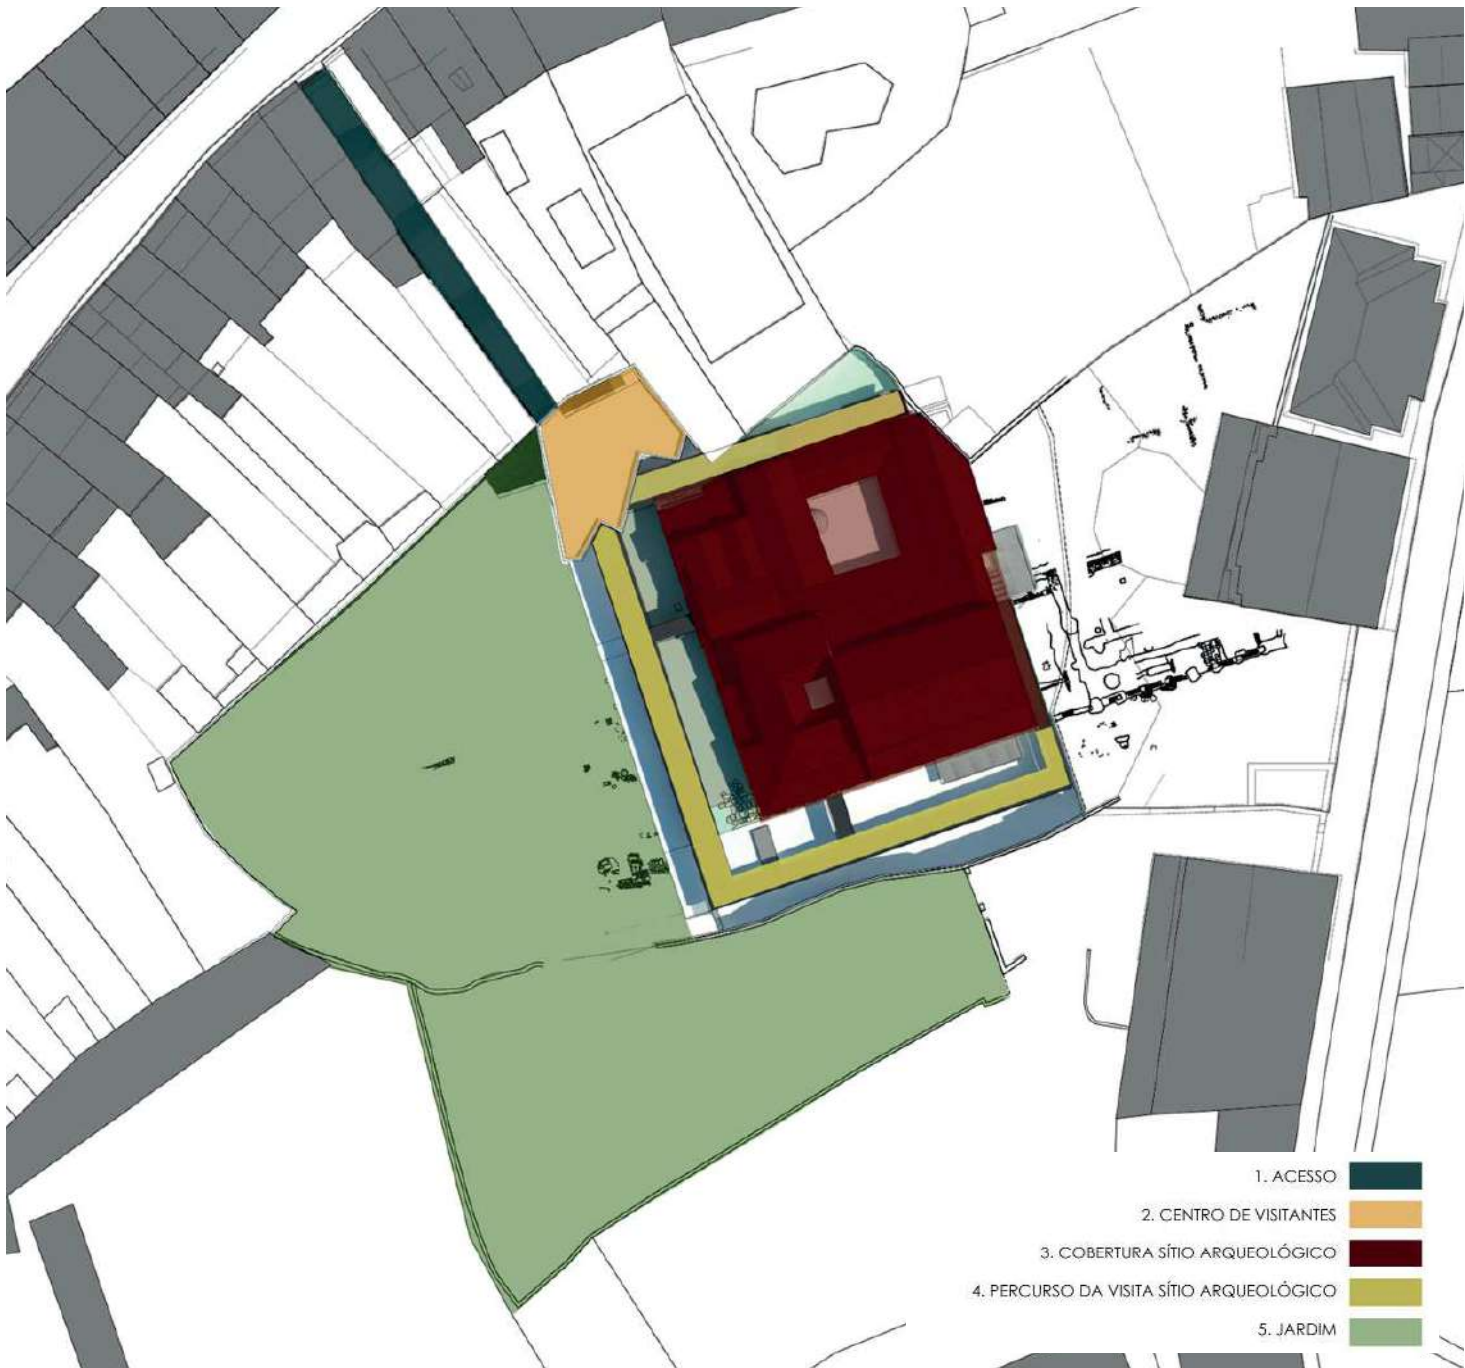 1. ACESSO
2. CENTRO DE VISITANTES
3. COBERTURA SÍTIO ARQUEOLÓGICO
4. PERCURSO DA VISITA SÍTIO ARQUEOLÓGICO
5. JARDIM